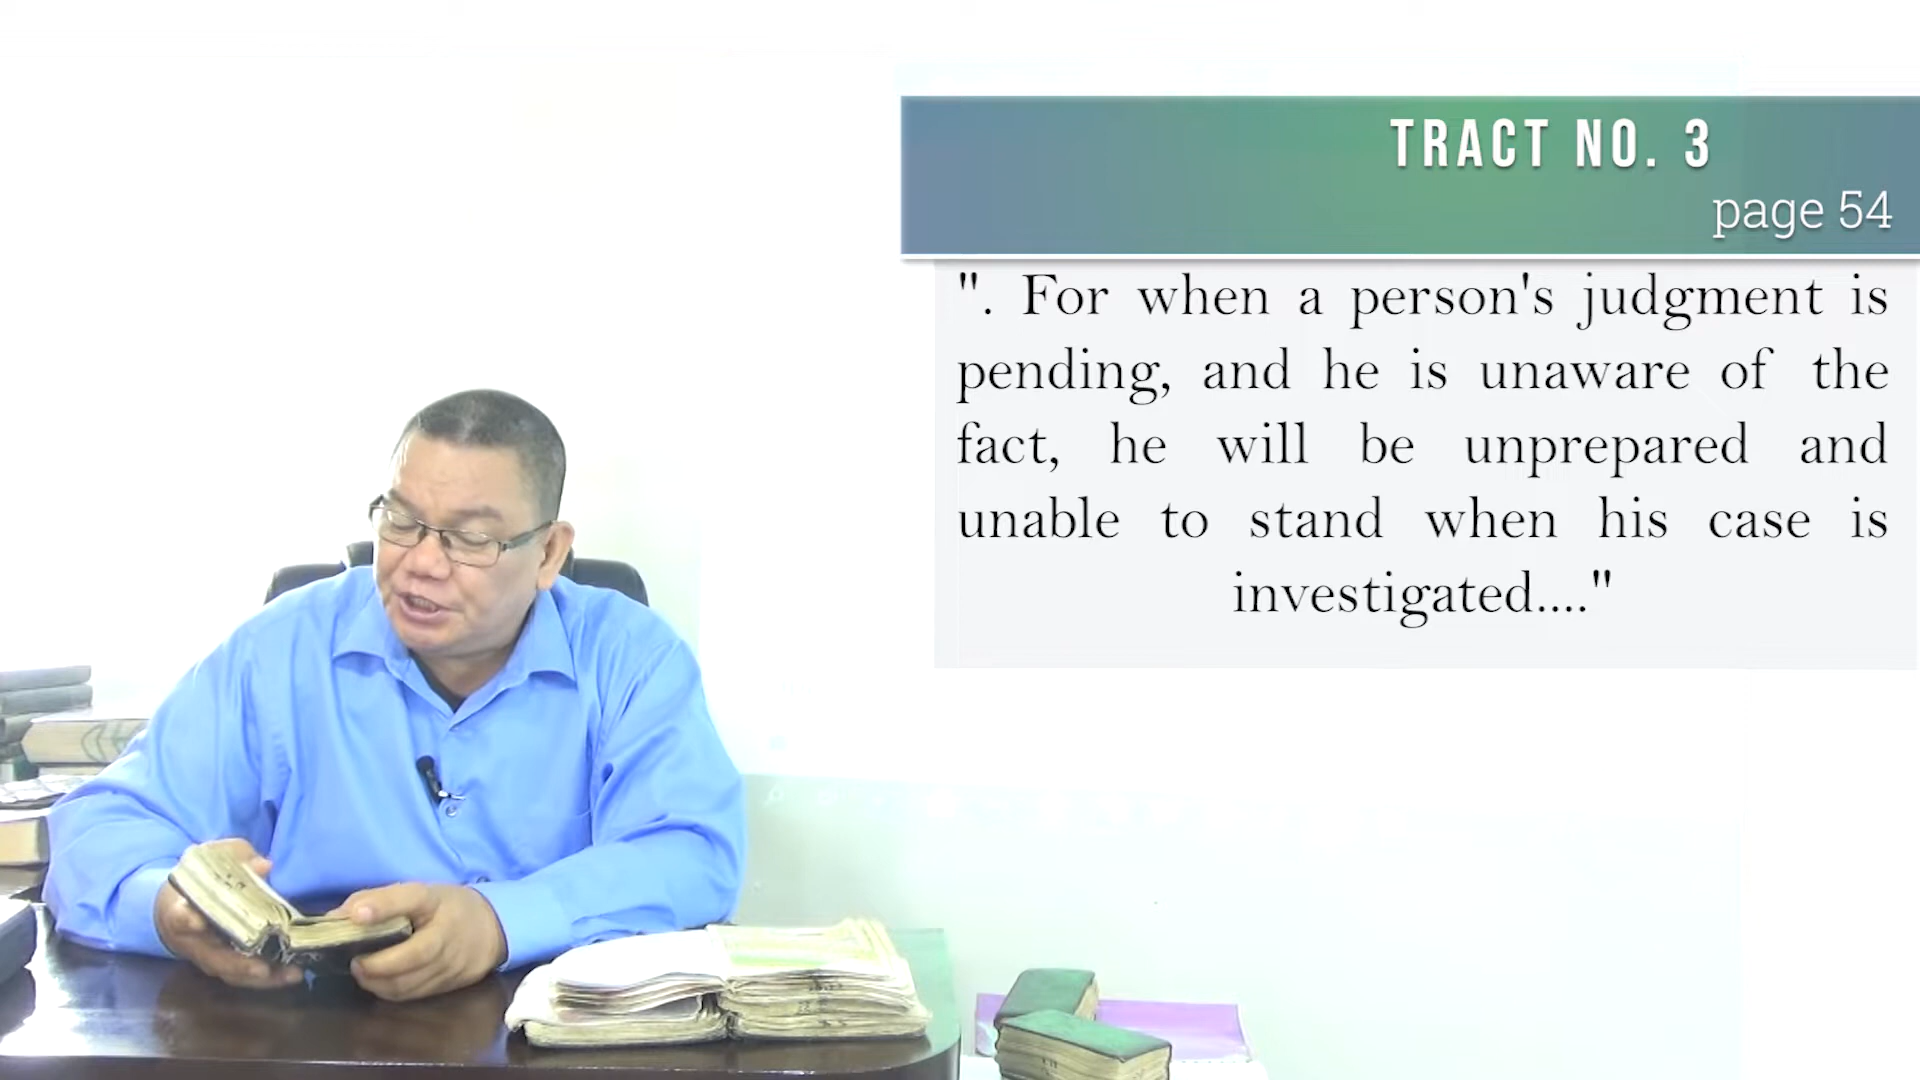 TRACT NO. 3
page 54
". For when a person's judgment is
pending, and he is unaware of the
fact, he will be unprepared and
unable to stand when his case is
investigated...."